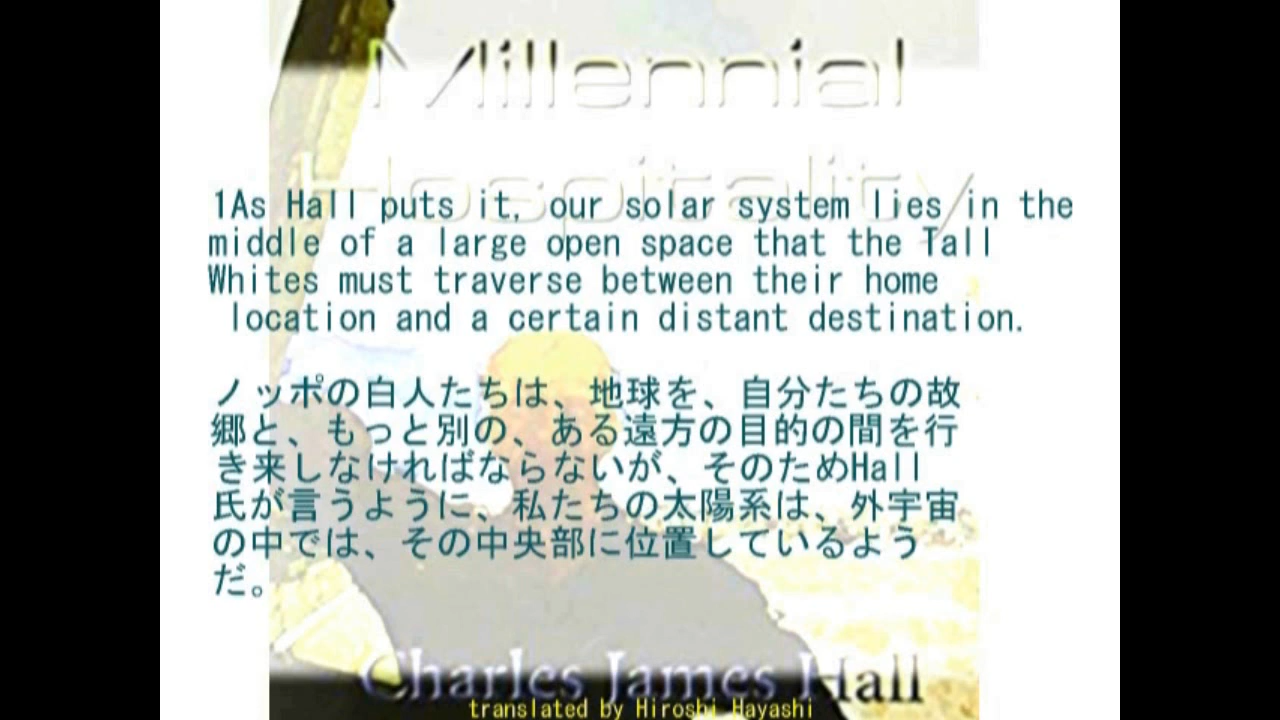 Millennial
Hospitality
1As Hall puts it, our solar system lies in the
middle of a large open space that the Tall
Whites must traverse between their home
location and a certain distant destination.
ノッポの白人たちは、地球を、自分たちの故
郷と、もっと別の、ある遠方の目的の間を行
き来しなければならないが、そのためHall
氏が言うように、私たちの太陽系は、外宇宙
の中では、その中央部に位置しているよう
だ。
Charles James Hall
translated by Hiroshi Hayashi